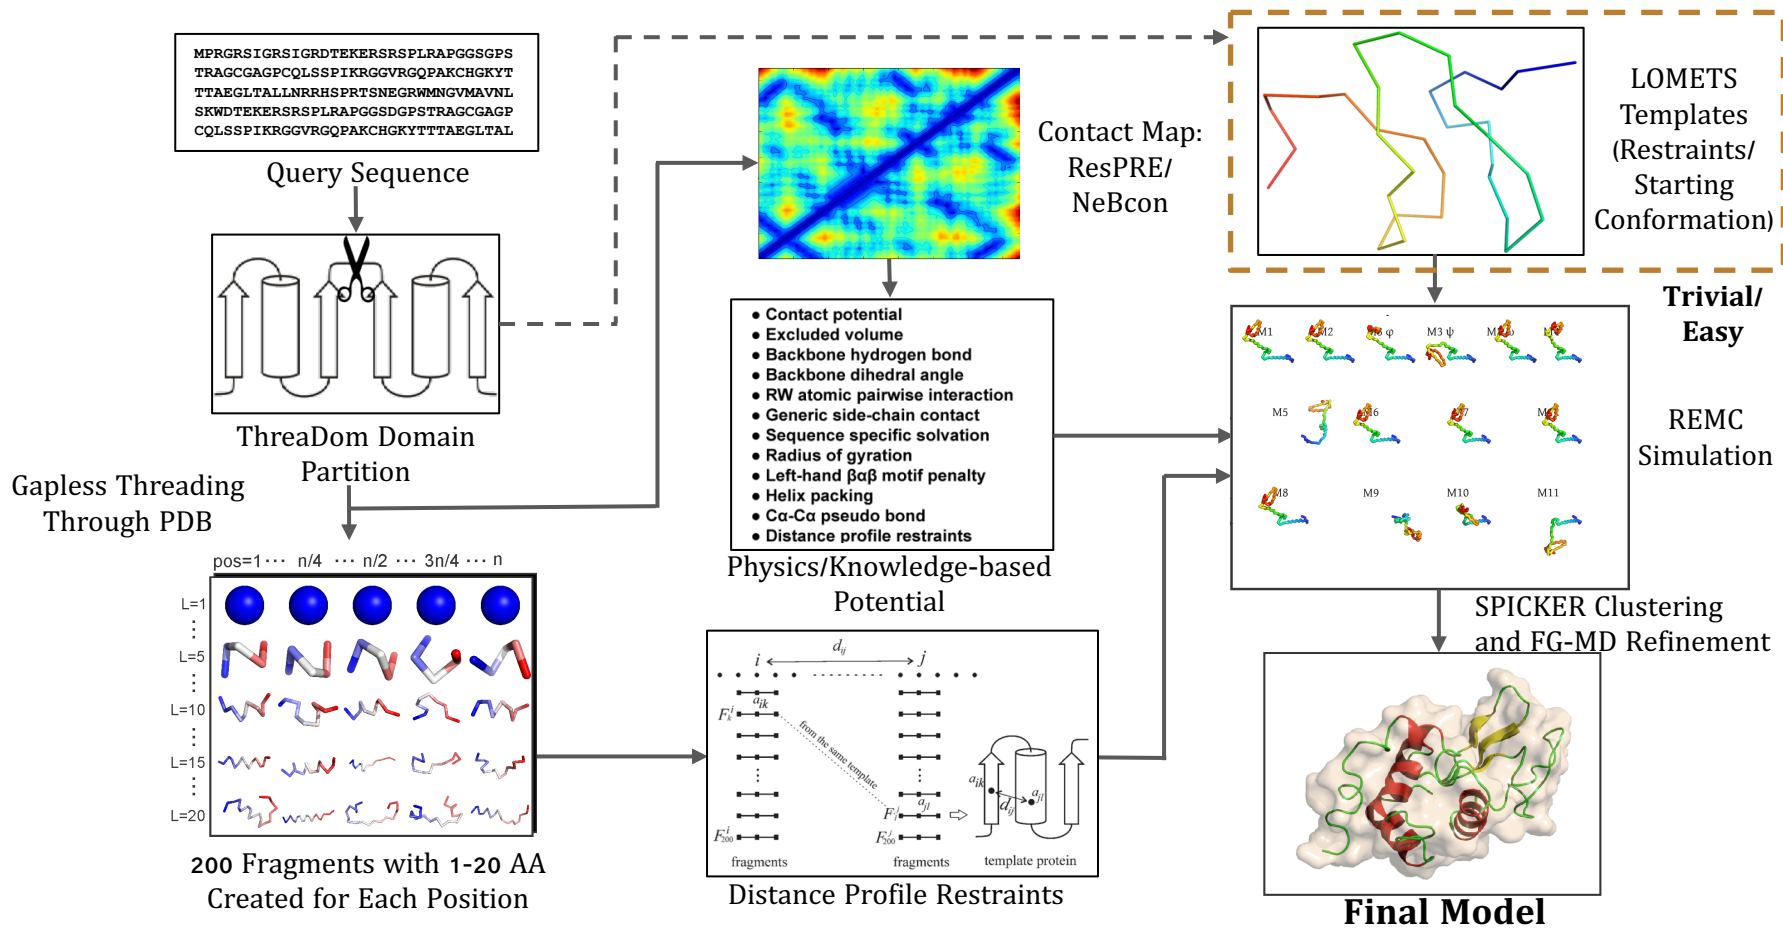 MPRGRSIGRSIGRDTEKERSRSPLRAPGGSGPS
TRAGCGAGPCQLSSPIKRGGVRGQPAKCHGKYT
TTAEGLTALLNRRHSPRTSNEGRWMNGVMAVNL
SKWDTEKERSRSPLRAPGGSDGPSTRAGCGAGP
CQLSSPIKRGGVRGQPAKCHGKYTTTAEGLTAL
Query Sequence
ThreaDom Domain
Partition
Gapless Threading
Through PDB
pos=1 ··· n/4 ··· n/2 ··· 3n/4 ··· n
L=1
L=5
L=10
L=15
L=20
200 Fragments with 1-20 AA
Created for Each Position
Contact Map:
ResPRE/
NeBcon
● Contact potential
● Excluded volume
● Backbone hydrogen bond
● Backbone dihedral angle
● RW atomic pairwise interaction
● Generic side-chain contact
● Sequence specific solvation
● Radius of gyration
● Left-hand βαβ motif penalty
● Helix packing
● Cα-Cα pseudo bond
● Distance profile restraints
Physics/Knowledge-based
Potential
d_ij
i j
a_ik
F_k^i
from the same template
a_jl
F_l^j
F_200^i F_200^j
fragments fragments
a_ik
d_ij
a_jl
template protein
Distance Profile Restraints
LOMETS
Templates
(Restraints/
Starting
Conformation)
Trivial/
Easy
M1 M2 φ M3 ψ
M5 M6 M7
M8 M9 M10 M11
REMC
Simulation
SPICKER Clustering
and FG-MD Refinement
Final Model